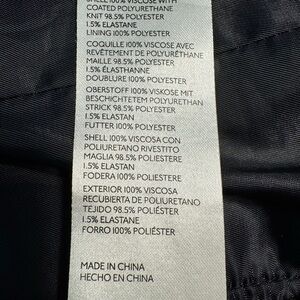 SHELL 100% VISCOSE WITH
COATED POLYURETHANE
KNIT 98.5% POLYESTER
1.5% ELASTANE
LINING 100% POLYESTER
COQUILLE 100% VISCOSE AVEC
REVÊTEMENT DE POLYURÉTHANE
MAILLE 98.5% POLYESTER
1.5% ÉLASTHANNE
DOUBLURE 100% POLYESTER
OBERSTOFF 100% VISKOSE MIT
BESCHICHTETEM POLYURETHAN
STRICK 98.5% POLYESTER
1.5% ELASTAN
FUTTER 100% POLYESTER
SHELL 100% VISCOSA CON
POLIURETANO RIVESTITO
MAGLIA 98.5% POLIESTERE
1.5% ELASTAN
FODERA 100% POLIESTERE
EXTERIOR 100% VISCOSA
RECUBIERTA DE POLIURETANO
TEJIDO 98.5% POLIÉSTER
1.5% ELASTANE
FORRO 100% POLIÉSTER
MADE IN CHINA
HECHO EN CHINA